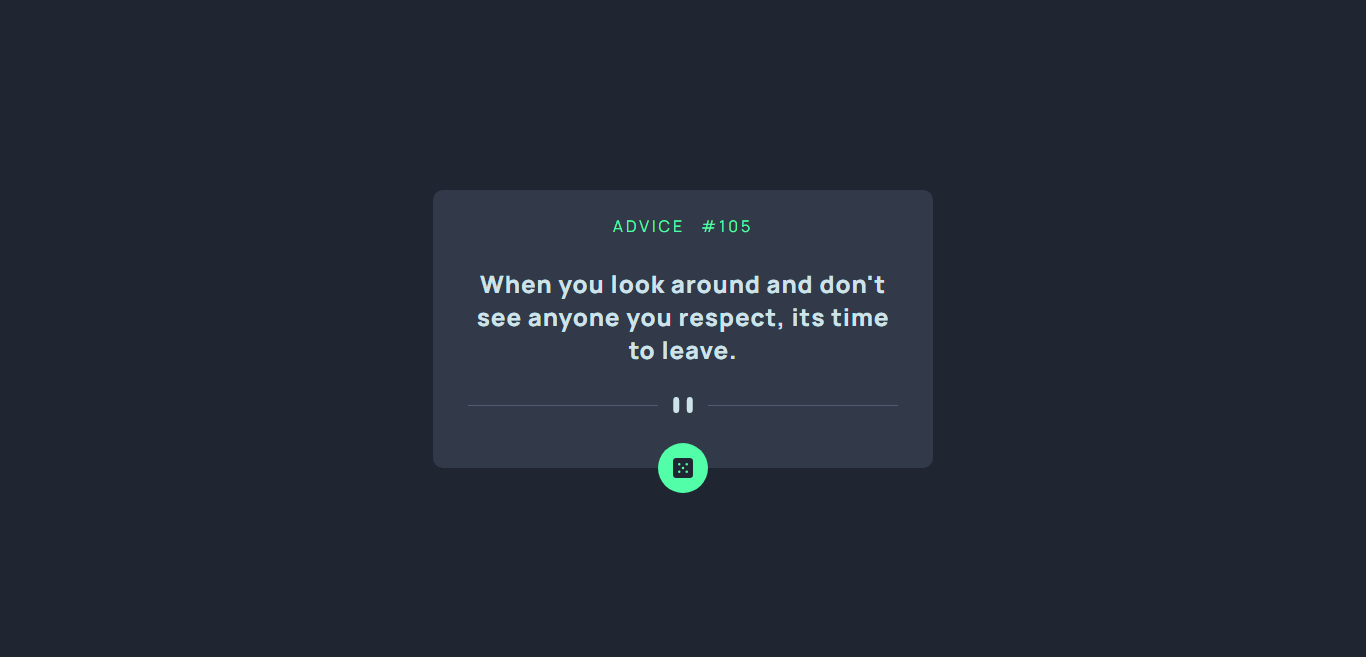 ADVICE #105
When you look around and don't
see anyone you respect, its time
to leave.